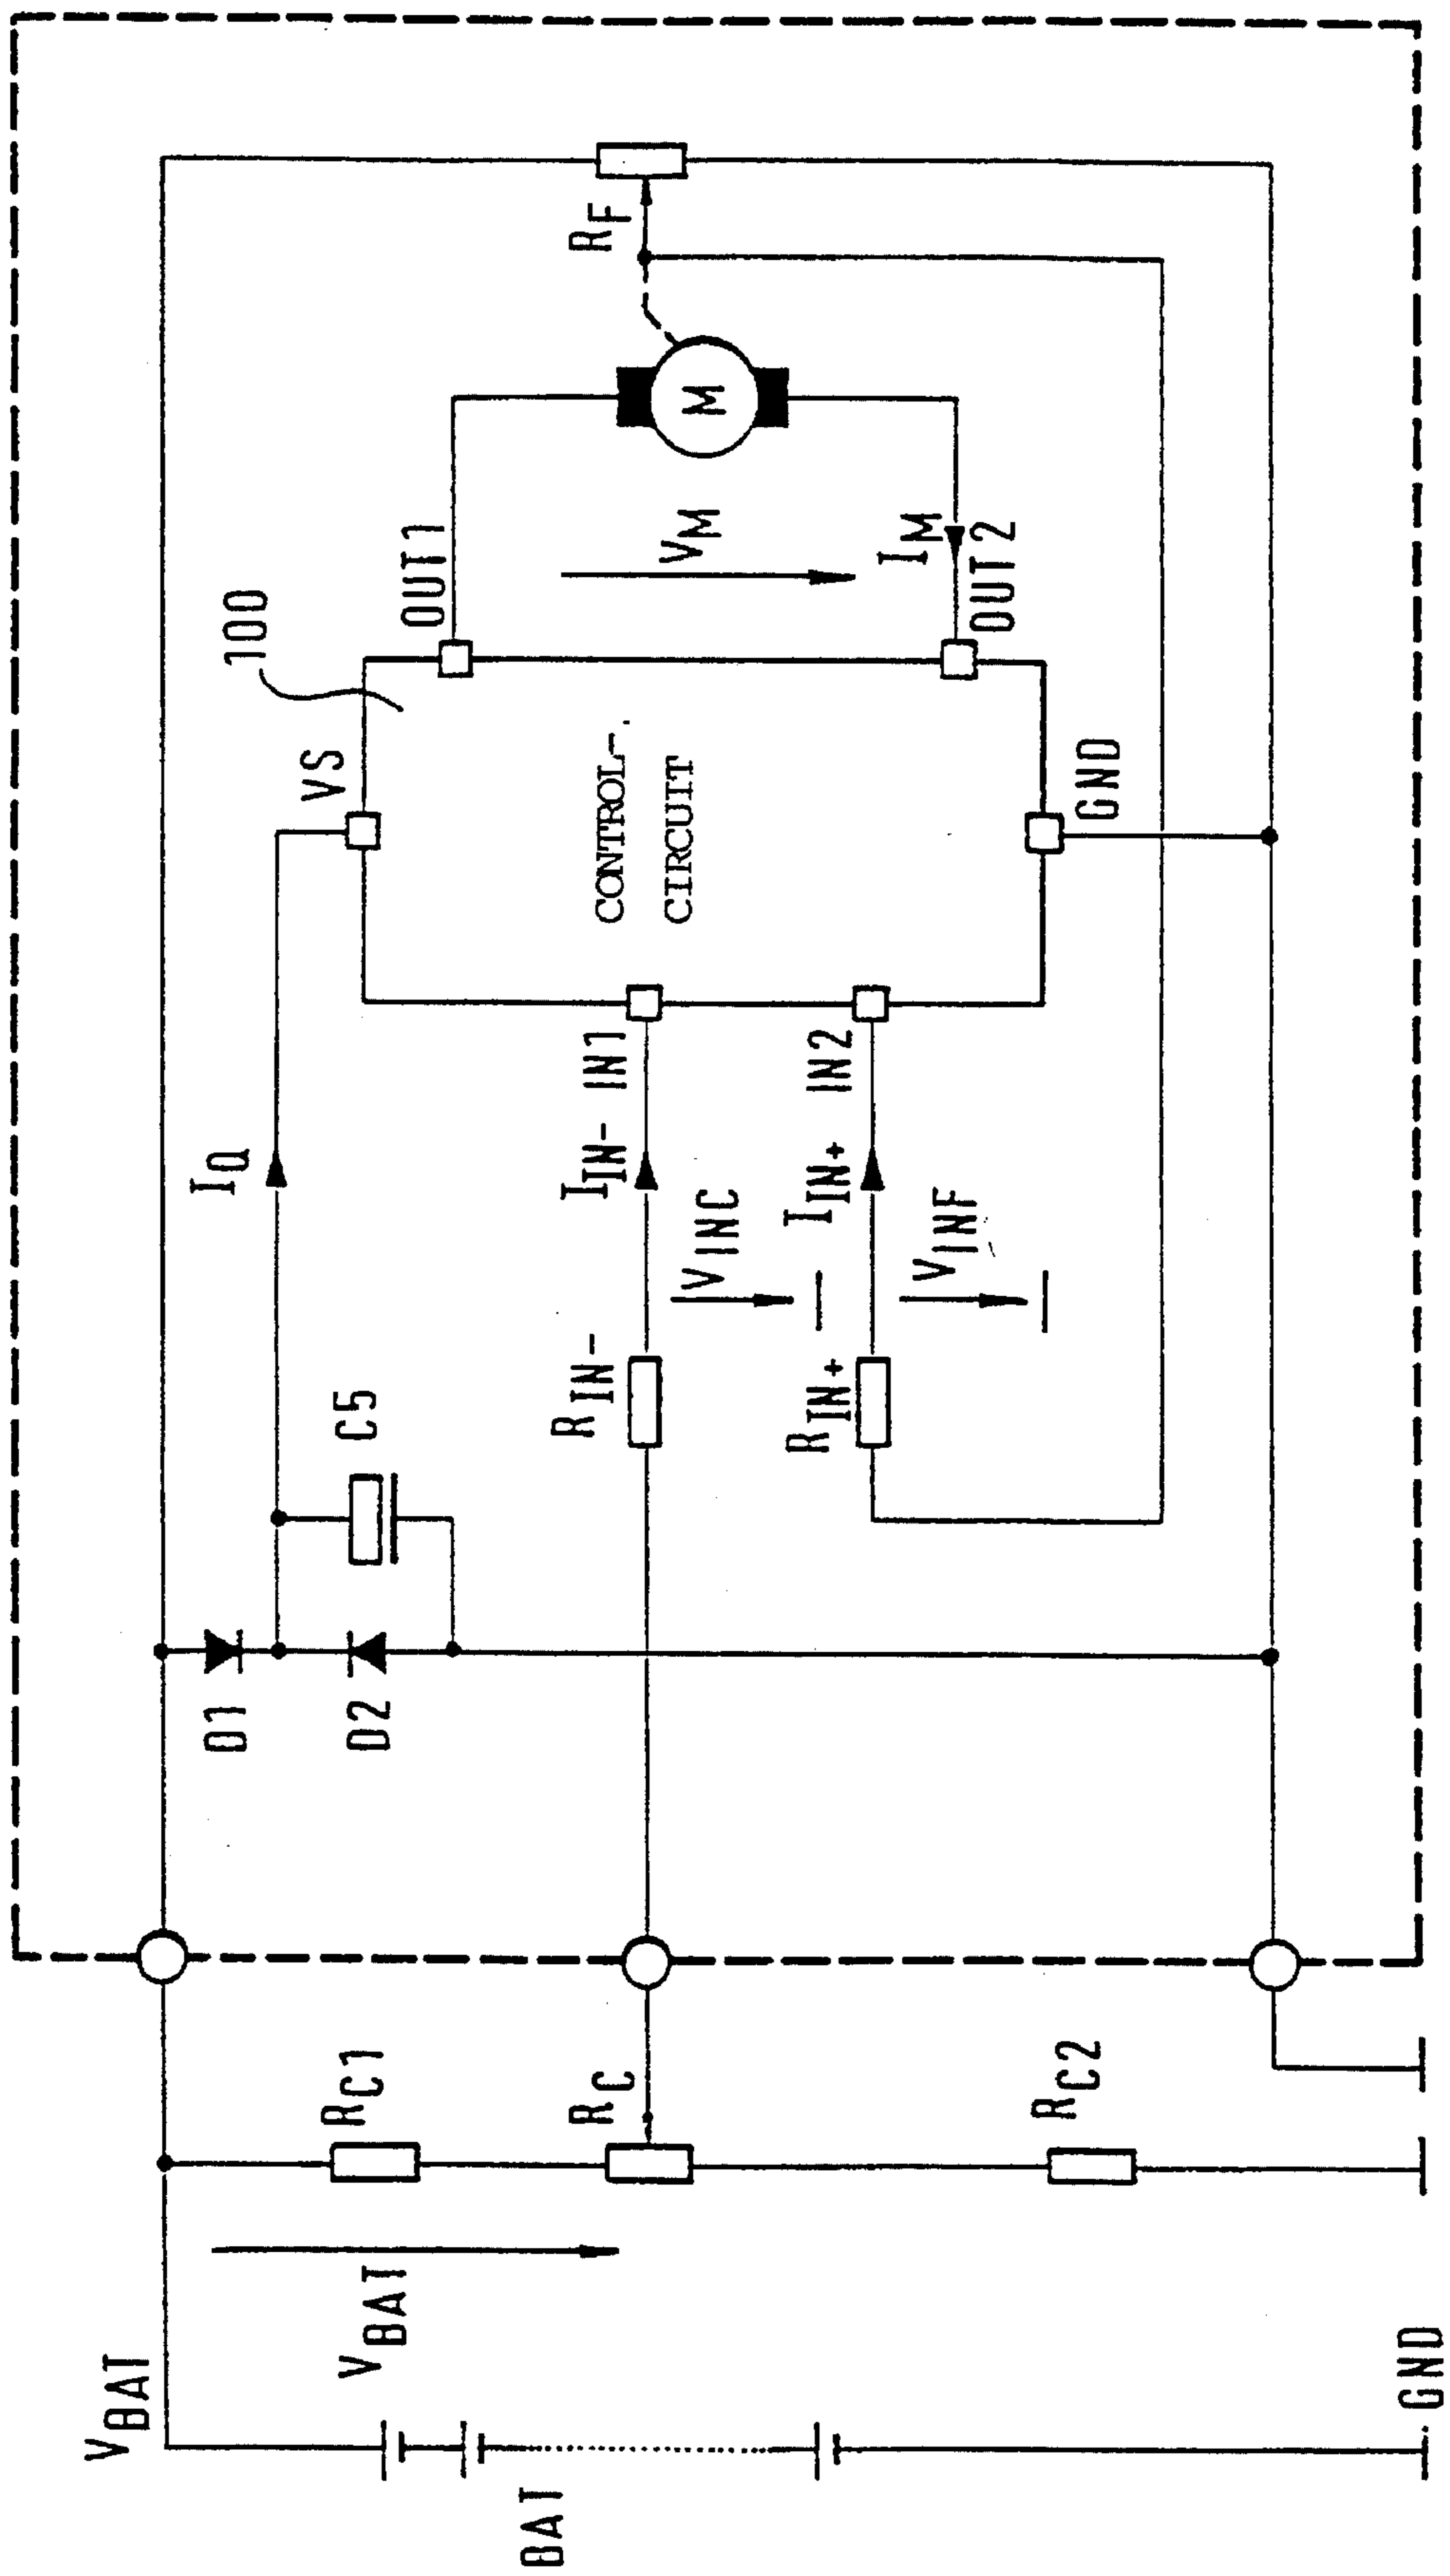 V_BAT
BAT
V_BAT
GND
R_C1
R_C
R_C2
D1
D2
C5
I_Q
R_IN-
I_IN-
IN1
V_INC
R_IN+
I_IN+
IN2
V_INF
VS
100
CONTROL-
CIRCUIT
GND
OUT1
OUT2
V_M
I_M
M
R_F